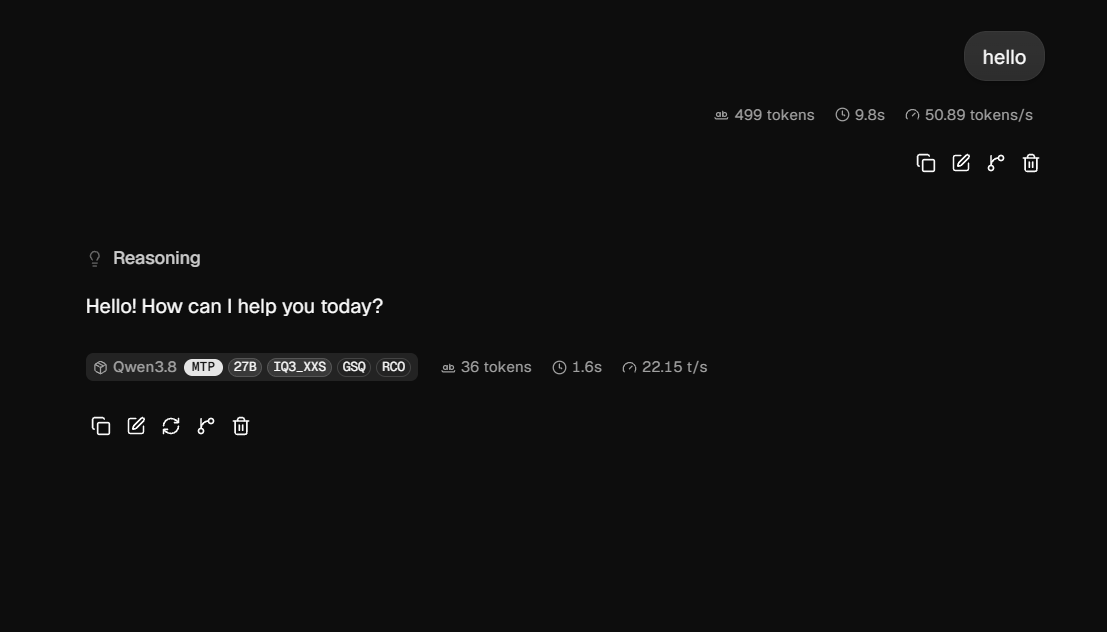 hello
499 tokens 9.8s 50.89 tokens/s
Reasoning
Hello! How can I help you today?
Qwen3.8 MTP 27B IQ3_XXS GSQ RCO 36 tokens 1.6s 22.15 t/s